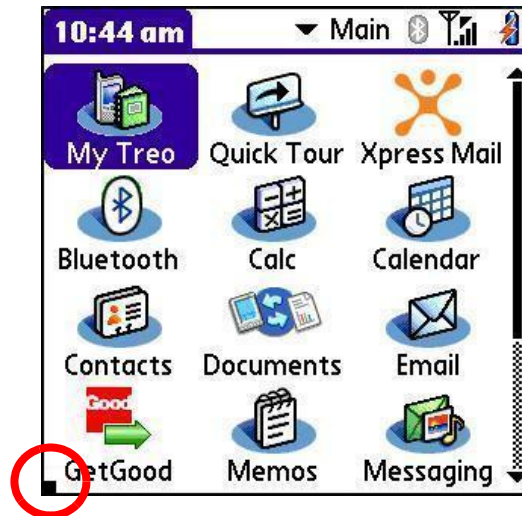 10:44 am Main
My Treo Quick Tour Xpress Mail
Bluetooth Calc Calendar
Contacts Documents Email
Good
GetGood Memos Messaging